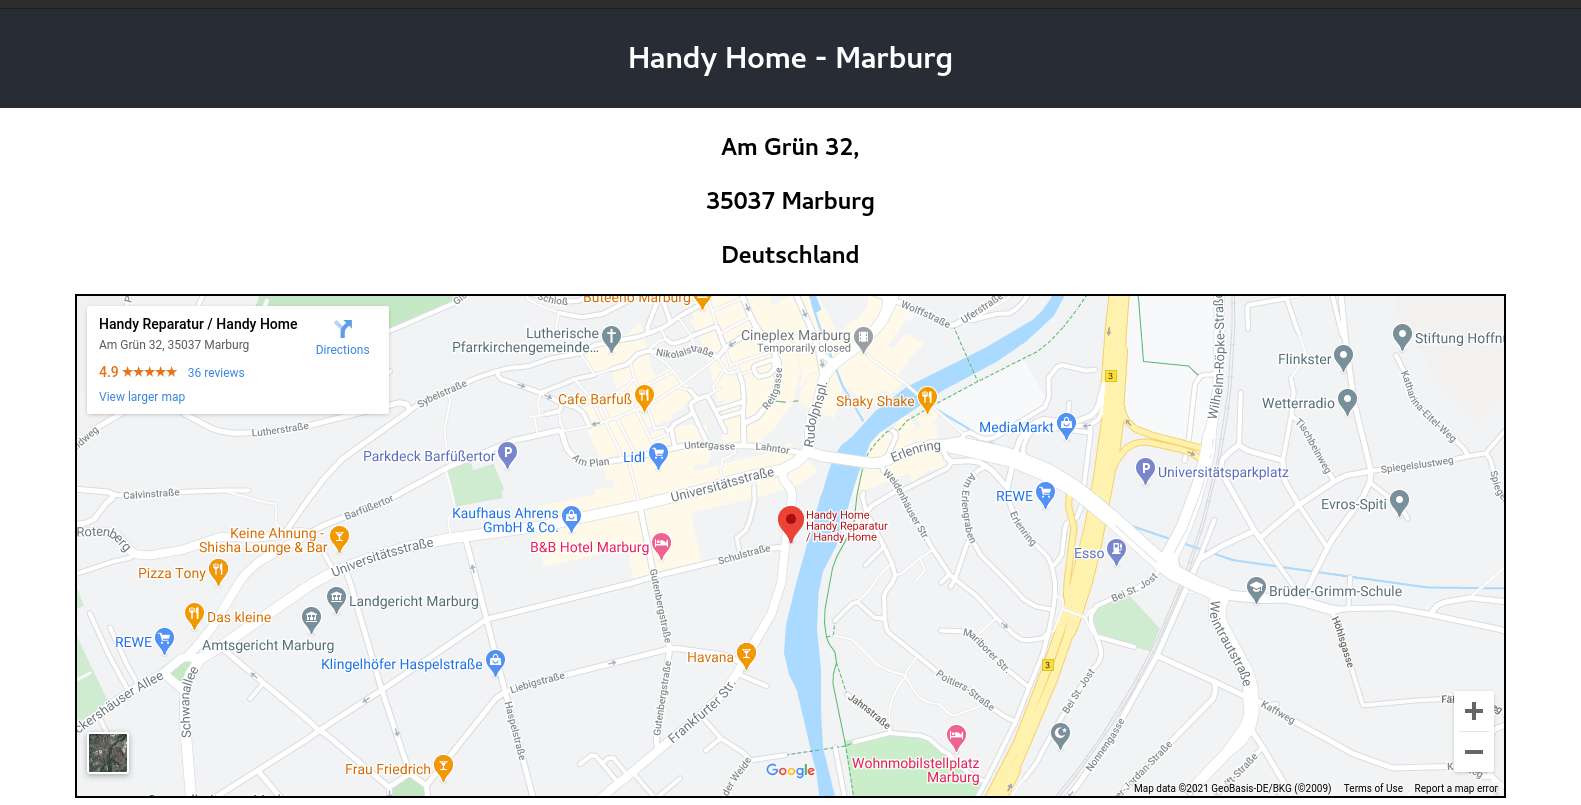 Handy Home - Marburg
Am Grün 32,
35037 Marburg
Deutschland
Handy Reparatur / Handy Home
Am Grün 32, 35037 Marburg
4.9 ★★★★★ 36 reviews
View larger map
Directions
Schloß
Buteeno Marburg
Lutherische
Pfarrkirchengemeinde...
Nikolaistraße
Cineplex Marburg
Temporarily closed
Wolffstraße
Uferstraße
Wilhelm-Röpke-Straße
Stiftung Hoffn
Flinkster
Wetterradio
Katharina-Eitel-Weg
3
Sybelstraße
Cafe Barfuß
Reitgasse
Rudolphspl.
Shaky Shake
MediaMarkt
Lutherstraße
Parkdeck Barfüßertor
Am Plan
Lidl
Untergasse
Lahntor
Erlenring
Universitätsparkplatz
Tischbeinweg
Spiegelslustweg
Calvinstraße
Barfüßertor
Universitätsstraße
Weidenhäuser Str.
Am Erlengraben
Erlenring
REWE
Evros-Spiti
Rotenberg
Keine Ahnung -
Shisha Lounge & Bar
Kaufhaus Ahrens
GmbH & Co.
B&B Hotel Marburg
Handy Home
Handy Reparatur
/ Handy Home
Schulstraße
Universitätsstraße
Esso
Pizza Tony
Landgericht Marburg
Gutenbergstraße
Bei St. Jost
Brüder-Grimm-Schule
Das kleine
Amtsgericht Marburg
REWE
Klingelhöfer Haspelstraße
Havana
Mariborer Str.
Weintrautstraße
Höhlsgasse
3
Schwanallee
Liebigstraße
Haspelstraße
Gutenbergstraße
Frankfurter Str.
Poitiers-Straße
Jahnstraße
Bei St. Jost
Nonnengasse
Kaffweg
Frau Friedrich
Wohnmobilstellplatz
Marburg
Google
Map data ©2021 GeoBasis-DE/BKG (©2009)
Terms of Use
Report a map error